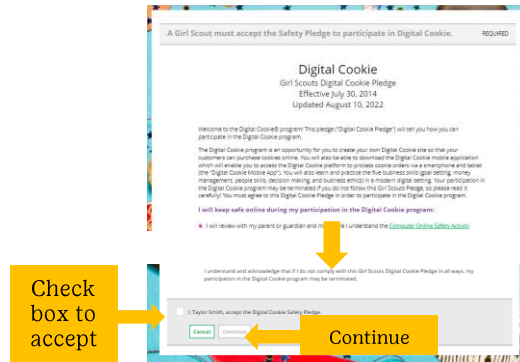 A Girl Scout must accept the Safety Pledge to participate in Digital Cookie.
REQUIRED
Digital Cookie
Girl Scouts Digital Cookie Pledge
Effective July 30, 2014
Updated August 10, 2022
Welcome to the Digital Cookie® program! This pledge ("Digital Cookie Pledge") will tell you how you can
participate in the Digital Cookie program.
The Digital Cookie program is an opportunity for you to create your own Digital Cookie site so that your
customers can purchase cookies online. You will also be able to download the Digital Cookie mobile application
which will enable you to access the Digital Cookie platform to process cookie orders via a smartphone and tablet
(the "Digital Cookie Mobile App"). You will also learn and practice the five business skills (goal setting, money
management, people skills, decision making, and business ethics) in a modern digital setting. Your participation in
the Digital Cookie program may be terminated if you do not follow this Girl Scouts Pledge, so please read it
carefully! You must agree to this Digital Cookie Pledge in order to participate in the Digital Cookie program.
I will keep safe online during my participation in the Digital Cookie program:
I will review with my parent or guardian and I understand the Computer Online Safety Activity
I understand and acknowledge that if I do not comply with this Girl Scouts Digital Cookie Pledge in all ways, my
participation in the Digital Cookie program may be terminated.
Check
box to
accept
I, Taylor Smith, accept the Digital Cookie Safety Pledge.
Cancel
Continue
Continue